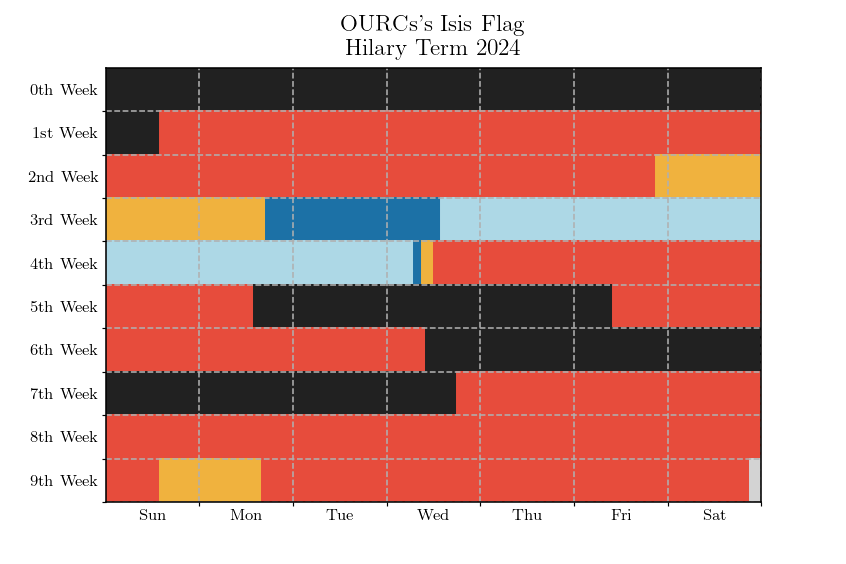 OURCs's Isis Flag
Hilary Term 2024
0th Week
1st Week
2nd Week
3rd Week
4th Week
5th Week
6th Week
7th Week
8th Week
9th Week
Sun Mon Tue Wed Thu Fri Sat